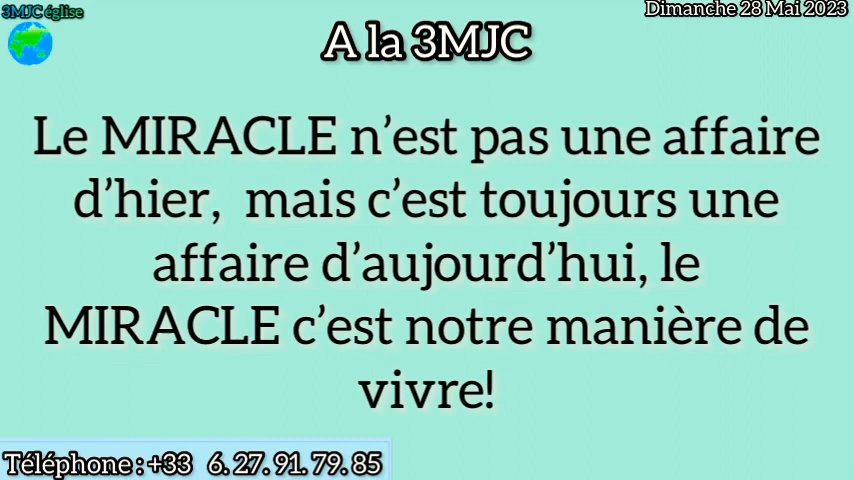 3MJC église
Dimanche 28 Mai 2023
A la 3MJC
Le MIRACLE n’est pas une affaire
d’hier,  mais c’est toujours une
affaire d’aujourd’hui, le
MIRACLE c’est notre manière de
vivre!
Téléphone : +33  6. 27. 91. 79. 85